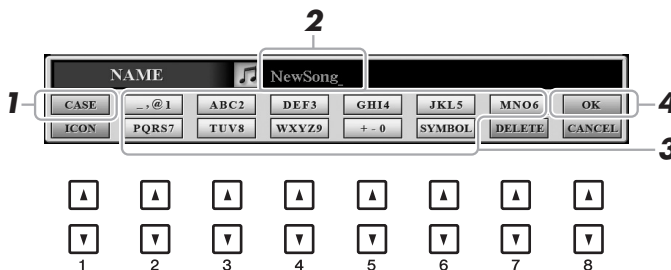 2
NAME NewSong_
1 CASE _,@1 ABC2 DEF3 GHI4 JKL5 MNO6 OK 4
ICON PQRS7 TUV8 WXYZ9 + - 0 SYMBOL DELETE CANCEL
3
1 2 3 4 5 6 7 8